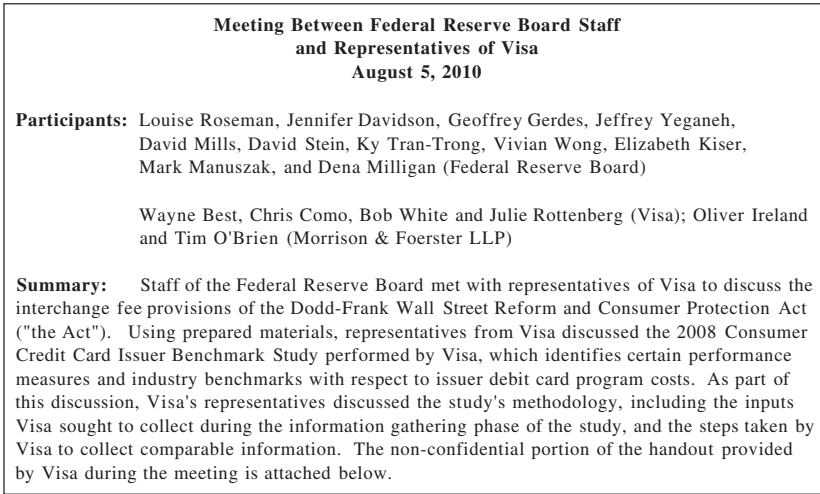 Meeting Between Federal Reserve Board Staff
and Representatives of Visa
August 5, 2010
Participants: Louise Roseman, Jennifer Davidson, Geoffrey Gerdes, Jeffrey Yeganeh,
David Mills, David Stein, Ky Tran-Trong, Vivian Wong, Elizabeth Kiser,
Mark Manuszak, and Dena Milligan (Federal Reserve Board)
Wayne Best, Chris Como, Bob White and Julie Rottenberg (Visa); Oliver Ireland
and Tim O'Brien (Morrison & Foerster LLP)
Summary: Staff of the Federal Reserve Board met with representatives of Visa to discuss the
interchange fee provisions of the Dodd-Frank Wall Street Reform and Consumer Protection Act
("the Act"). Using prepared materials, representatives from Visa discussed the 2008 Consumer
Credit Card Issuer Benchmark Study performed by Visa, which identifies certain performance
measures and industry benchmarks with respect to issuer debit card program costs. As part of
this discussion, Visa's representatives discussed the study's methodology, including the inputs
Visa sought to collect during the information gathering phase of the study, and the steps taken by
Visa to collect comparable information. The non-confidential portion of the handout provided
by Visa during the meeting is attached below.